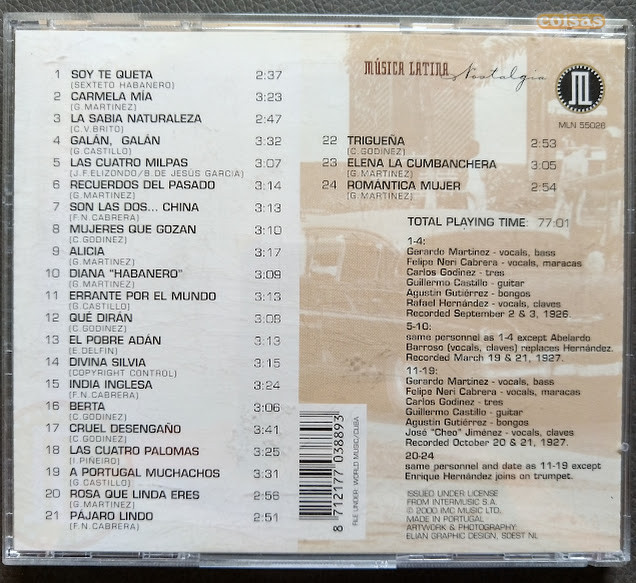 coisas
MÚSICA LATINA Nostalgia
MLN 55026
1 SOY TE QUETA 2:37
(SEXTETO HABANERO)
2 CARMELA MÍA 3:23
(G.MARTINEZ)
3 LA SABIA NATURALEZA 2:47
(C.V.BRITO)
4 GALÁN, GALÁN 3:32
(G.CASTILLO)
5 LAS CUATRO MILPAS 3:07
(J.F.ELIZONDO/B.DE JESÚS GARCIA)
6 RECUERDOS DEL PASADO 3:14
(G.MARTINEZ)
7 SON LAS DOS... CHINA 3:13
(F.N.CABRERA)
8 MUJERES QUE GOZAN 3:10
(C.GODINEZ)
9 ALICIA 3:17
(G.MARTINEZ)
10 DIANA "HABANERO" 3:09
(G.MARTINEZ)
11 ERRANTE POR EL MUNDO 3:13
(G.CASTILLO)
12 QUÉ DIRÁN 3:08
(C.GODINEZ)
13 EL POBRE ADÁN 3:13
(E.DELFIN)
14 DIVINA SILVIA 3:15
(COPYRIGHT CONTROL)
15 INDIA INGLESA 3:24
(F.N.CABRERA)
16 BERTA 3:06
(C.GODINEZ)
17 CRUEL DESENGAÑO 3:41
(C.GODINEZ)
18 LAS CUATRO PALOMAS 3:25
(I.PIÑEIRO)
19 A PORTUGAL MUCHACHOS 3:31
(G.CASTILLO)
20 ROSA QUE LINDA ERES 2:56
(G.MARTINEZ)
21 PÁJARO LINDO 2:51
(F.N.CABRERA)
22 TRIGUEÑA 2:53
(C.GODINEZ)
23 ELENA LA CUMBANCHERA 3:05
(G.MARTINEZ)
24 ROMÁNTICA MUJER 2:54
(G.MARTINEZ)
TOTAL PLAYING TIME: 77:01
1-4:
Gerardo Martinez - vocals, bass
Felipe Neri Cabrera - vocals, maracas
Carlos Godinez - tres
Guillermo Castillo - guitar
Agustin Gutiérrez - bongos
Rafael Hernández - vocals, claves
Recorded September 2 & 3, 1926.
5-10:
same personnel as 1-4 except Abelardo
Barroso (vocals, claves) replaces Hernández.
Recorded March 19 & 21, 1927.
11-19:
Gerardo Martinez - vocals, bass
Felipe Neri Cabrera - vocals, maracas
Carlos Godinez - tres
Guillermo Castillo - guitar
Agustin Gutiérrez - bongos
José "Cheo" Jiménez - vocals, claves
Recorded October 20 & 21, 1927.
20-24
same personnel and date as 11-19 except
Enrique Hernández joins on trumpet.
ISSUED UNDER LICENSE
FROM INTERMUSIC S.A.
© 2000 IMC MUSIC LTD.
MADE IN PORTUGAL
ARTWORK & PHOTOGRAPHY:
ELIAN GRAPHIC DESIGN, SOEST NL
8 712177 038893
FILE UNDER: WORLD MUSIC/CUBA